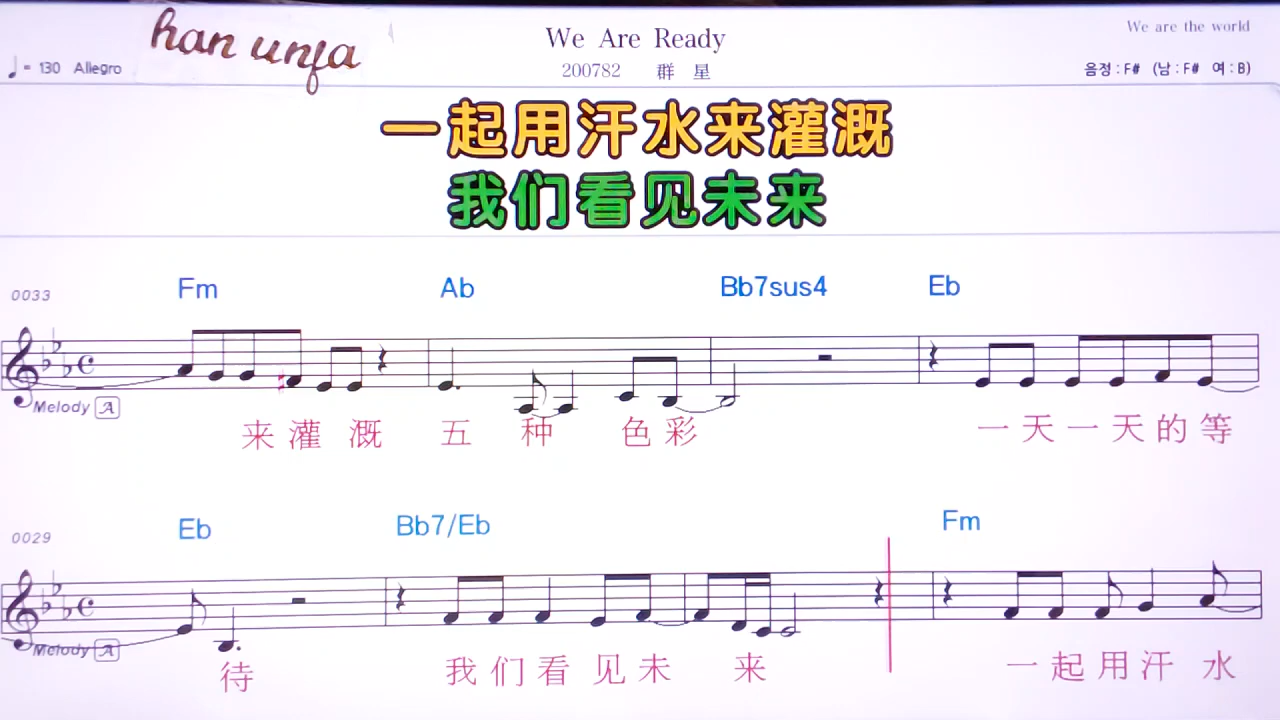 han unfa
We Are Ready
We are the world
♩= 130 Allegro
200782 群 星
음정 : F# (남 : F# 여 : B)
一起用汗水来灌溉
我们看见未来
0033 Fm Ab Bb7sus4 Eb
Melody A
来 灌 溉 五 种 色 彩 一 天 一 天 的 等
0029 Eb Bb7/Eb Fm
Melody A
待 我 们 看 见 未 来 一 起 用 汗 水